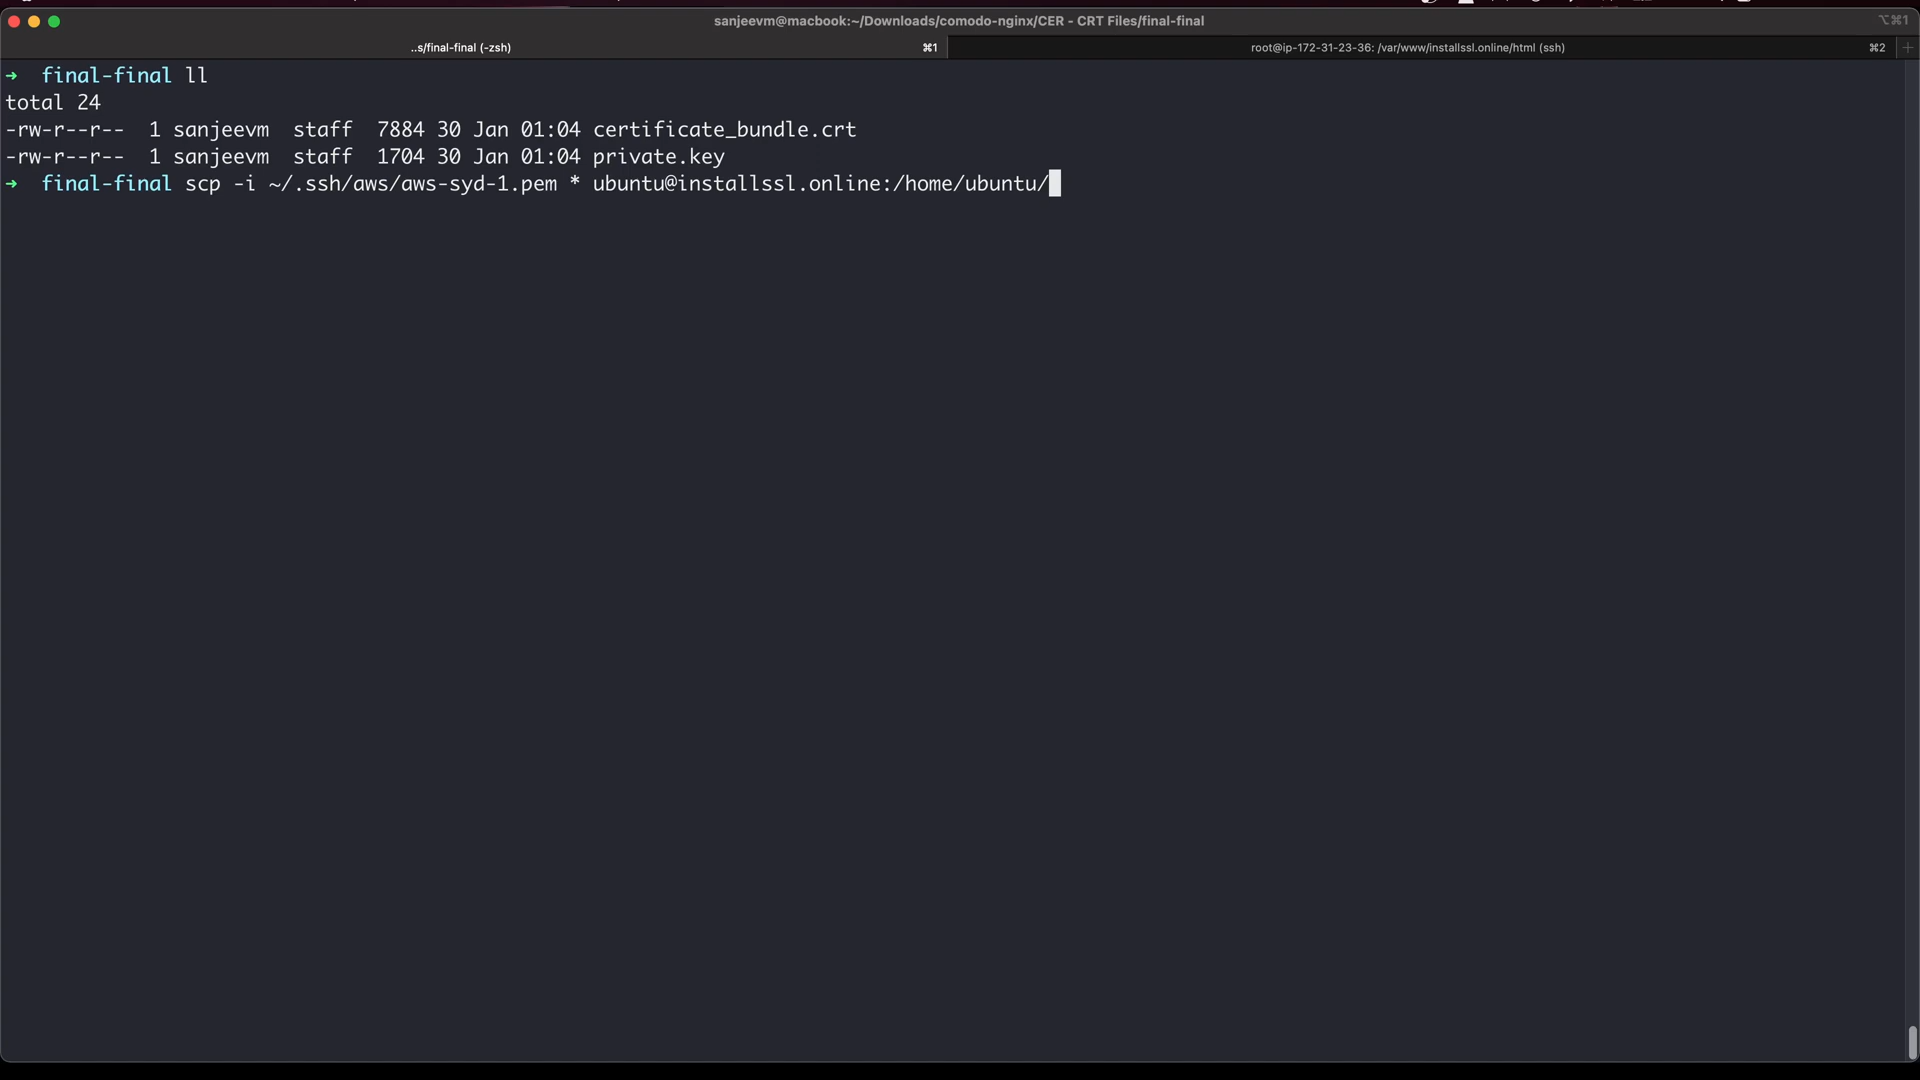 sanjeevm@macbook:~/Downloads/comodo-nginx/CER - CRT Files/final-final
⌥⌘1
..s/final-final (-zsh)
⌘1
root@ip-172-31-23-36: /var/www/installssl.online/html (ssh)
⌘2
+
→ final-final ll
total 24
-rw-r--r-- 1 sanjeevm staff 7884 30 Jan 01:04 certificate_bundle.crt
-rw-r--r-- 1 sanjeevm staff 1704 30 Jan 01:04 private.key
→ final-final scp -i ~/.ssh/aws/aws-syd-1.pem * ubuntu@installssl.online:/home/ubuntu/